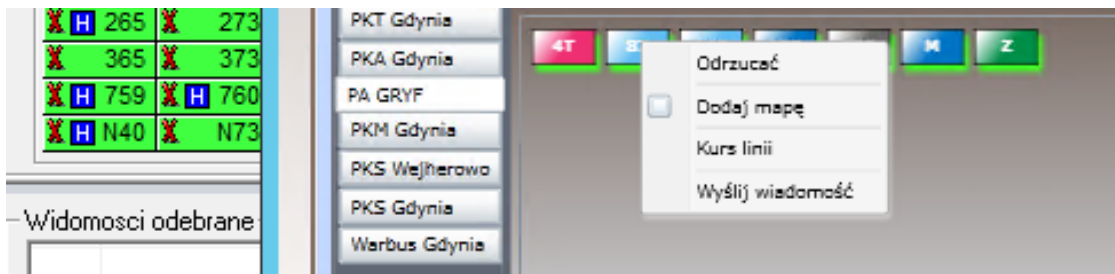 X H 265 X 273
X 365 X 373
X H 759 X H 760
X H N40 X N73
Widomosci odebrane
PKT Gdynia
PKA Gdynia
PA GRYF
PKM Gdynia
PKS Wejherowo
PKS Gdynia
Warbus Gdynia
4T M Z
Odrzucać
Dodaj mapę
Kurs linii
Wyślij wiadomość